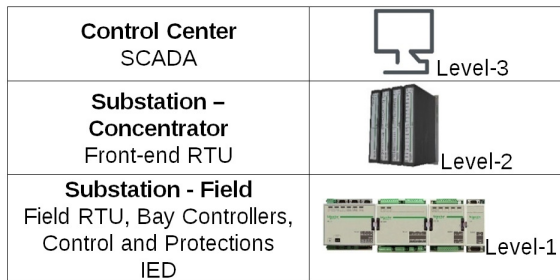 Control Center
SCADA
Level-3
Substation –
Concentrator
Front-end RTU
Level-2
Substation - Field
Field RTU, Bay Controllers,
Control and Protections
IED
Level-1